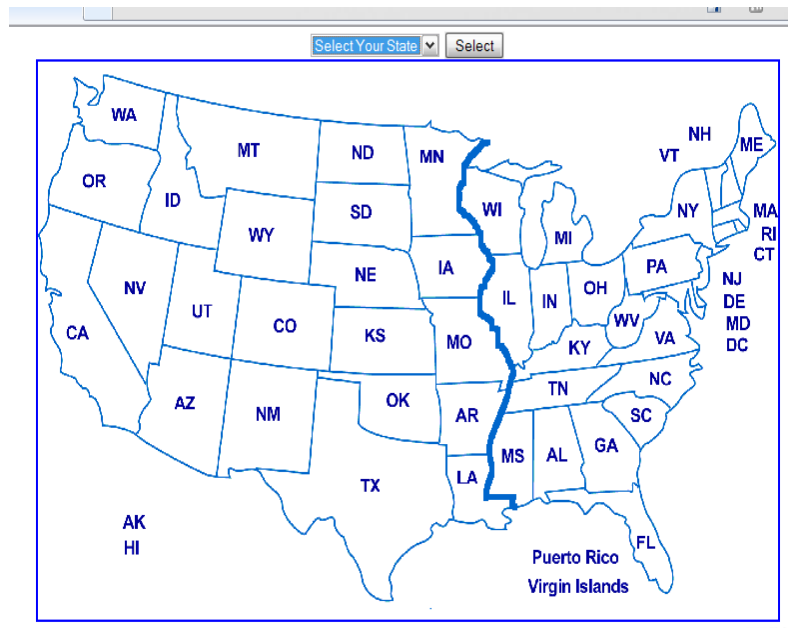 Select Your State Select
WA
MT
ND
MN
NH
VT
ME
OR
ID
SD
WI
NY
MA
WY
MI
RI
CT
NV
NE
IA
PA
NJ
UT
CO
IL
IN
OH
DE
CA
KS
MO
WV
MD
KY
VA
DC
AZ
NM
OK
AR
TN
NC
SC
TX
LA
MS
AL
GA
AK
HI
FL
Puerto Rico
Virgin Islands